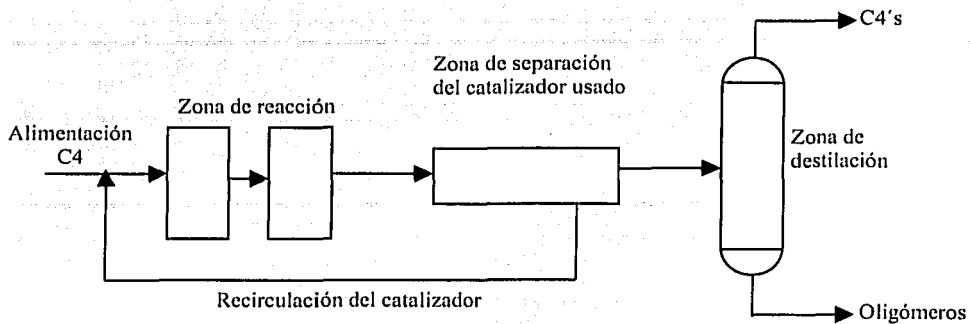 C4´s
Zona de separación
del catalizador usado
Zona de reacción
Alimentación
C4
Zona de
destilación
Recirculación del catalizador
Oligómeros